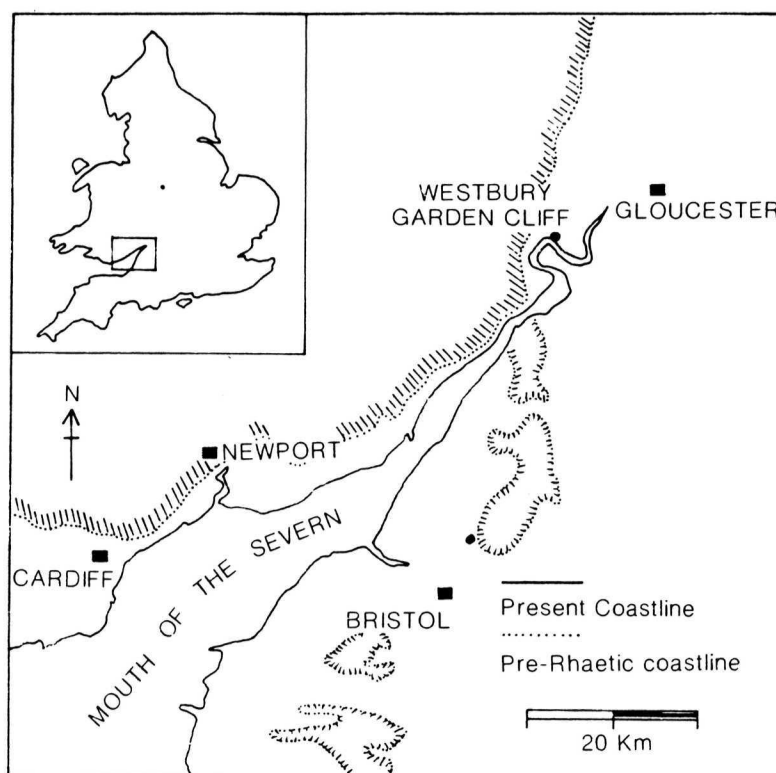 WESTBURY
GARDEN CLIFF
GLOUCESTER
N
NEWPORT
CARDIFF
MOUTH OF THE SEVERN
BRISTOL
Present Coastline
Pre-Rhaetic coastline
20 Km